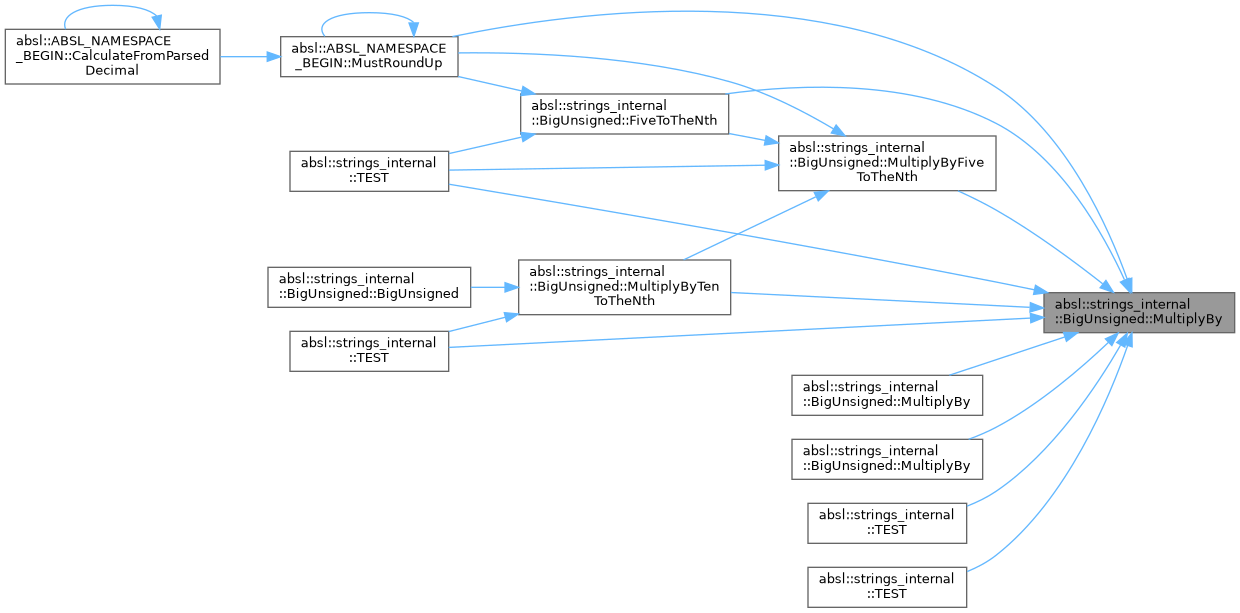 absl::ABSL_NAMESPACE
_BEGIN::CalculateFromParsed
Decimal
absl::ABSL_NAMESPACE
_BEGIN::MustRoundUp
absl::strings_internal
::BigUnsigned::FiveToTheNth
absl::strings_internal
::TEST
absl::strings_internal
::BigUnsigned::MultiplyByFive
ToTheNth
absl::strings_internal
::BigUnsigned::BigUnsigned
absl::strings_internal
::BigUnsigned::MultiplyByTen
ToTheNth
absl::strings_internal
::TEST
absl::strings_internal
::BigUnsigned::MultiplyBy
absl::strings_internal
::BigUnsigned::MultiplyBy
absl::strings_internal
::BigUnsigned::MultiplyBy
absl::strings_internal
::TEST
absl::strings_internal
::TEST